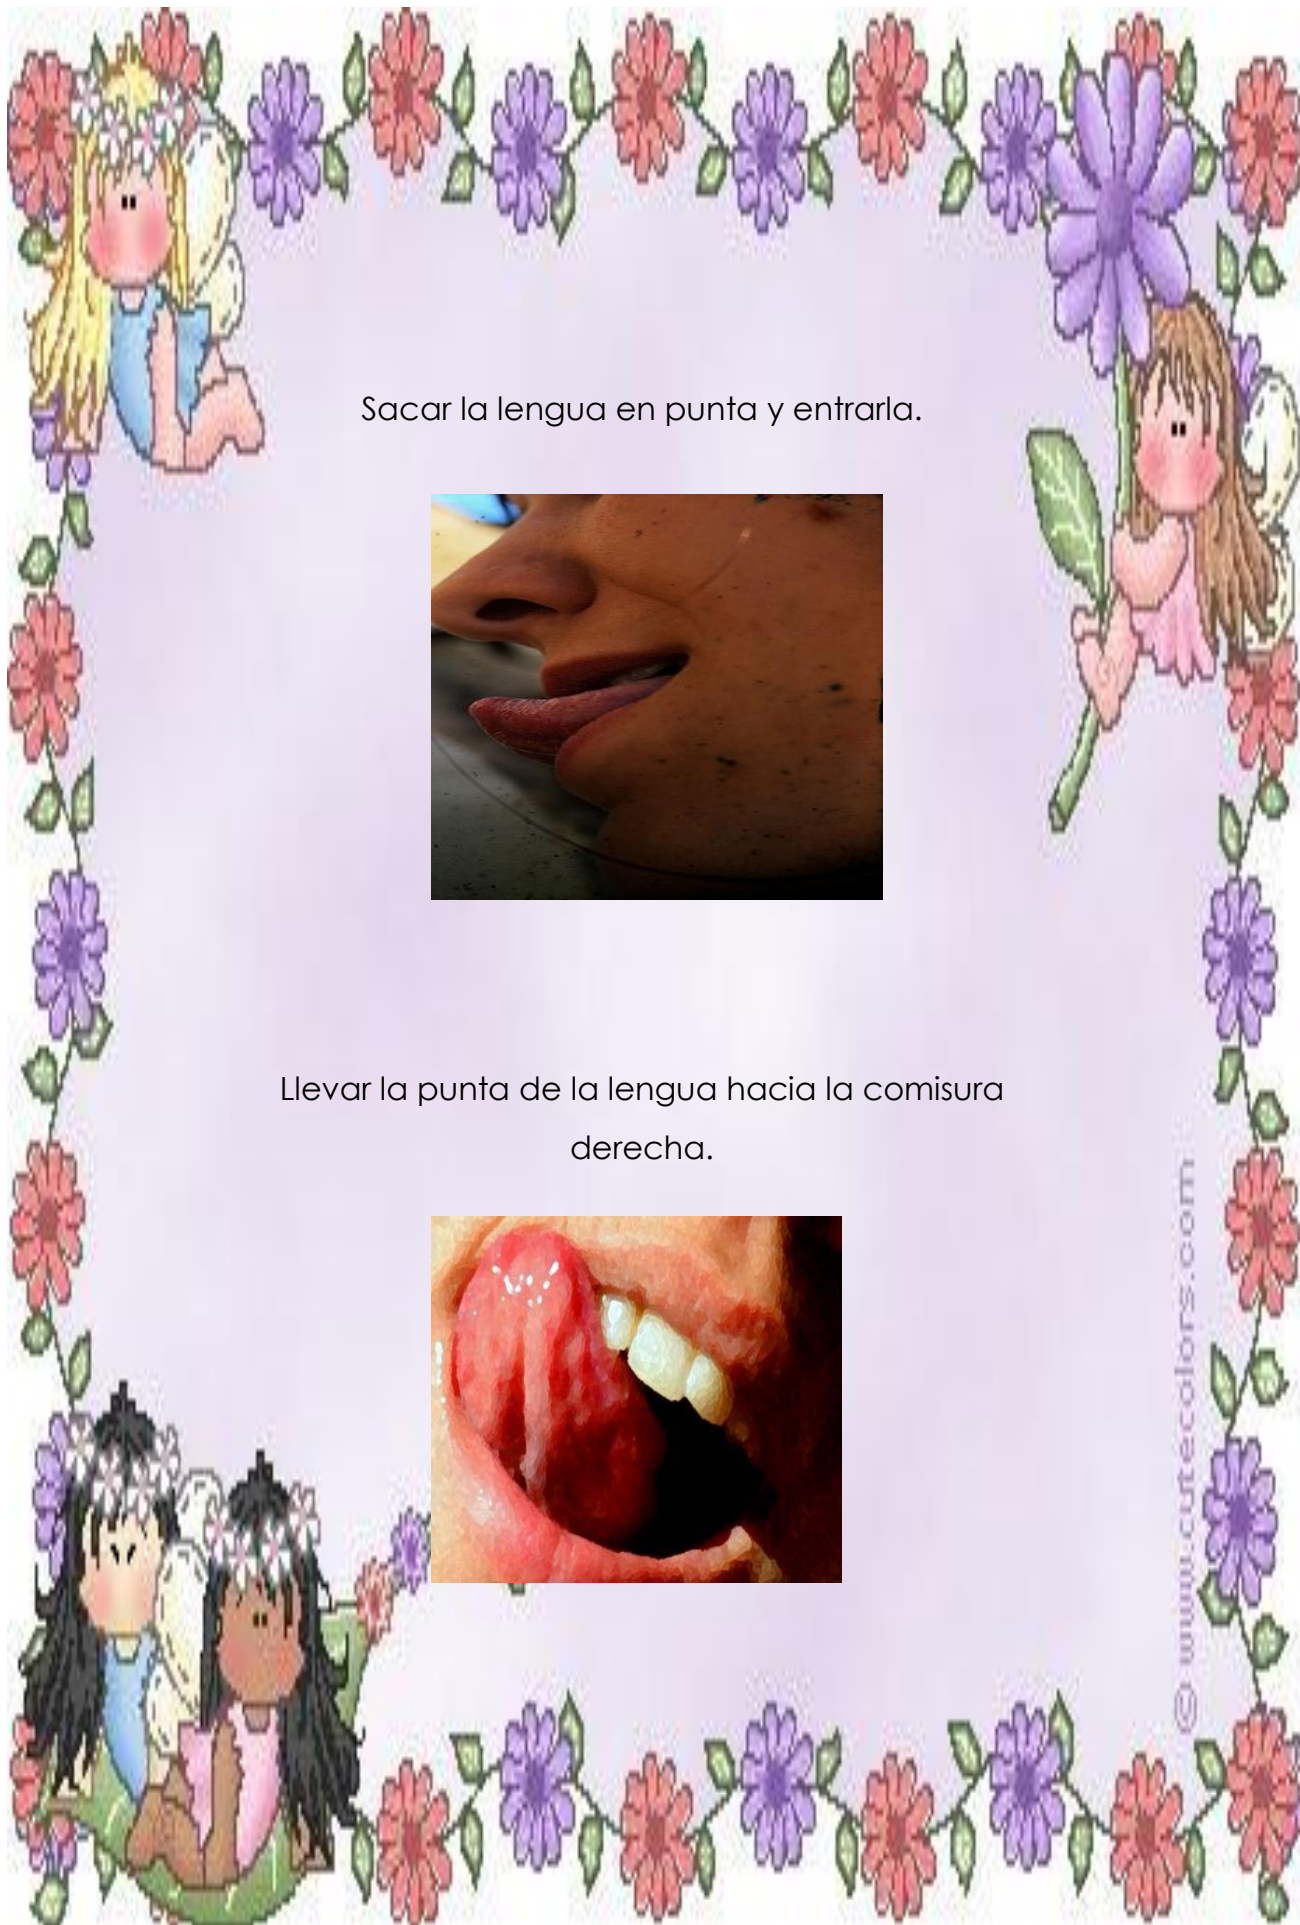 Sacar la lengua en punta y entrarla.
Llevar la punta de la lengua hacia la comisura
derecha.
© www.cutecolors.com